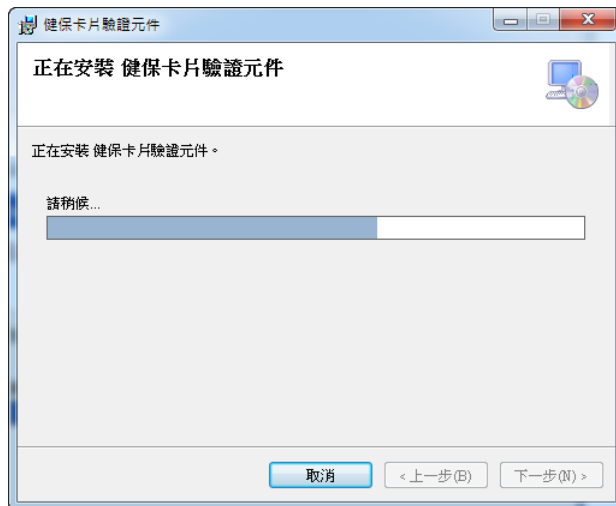 健保卡片驗證元件
正在安裝 健保卡片驗證元件
正在安裝 健保卡片驗證元件。
請稍候...
取消
< 上一步(B)
下一步(N) >